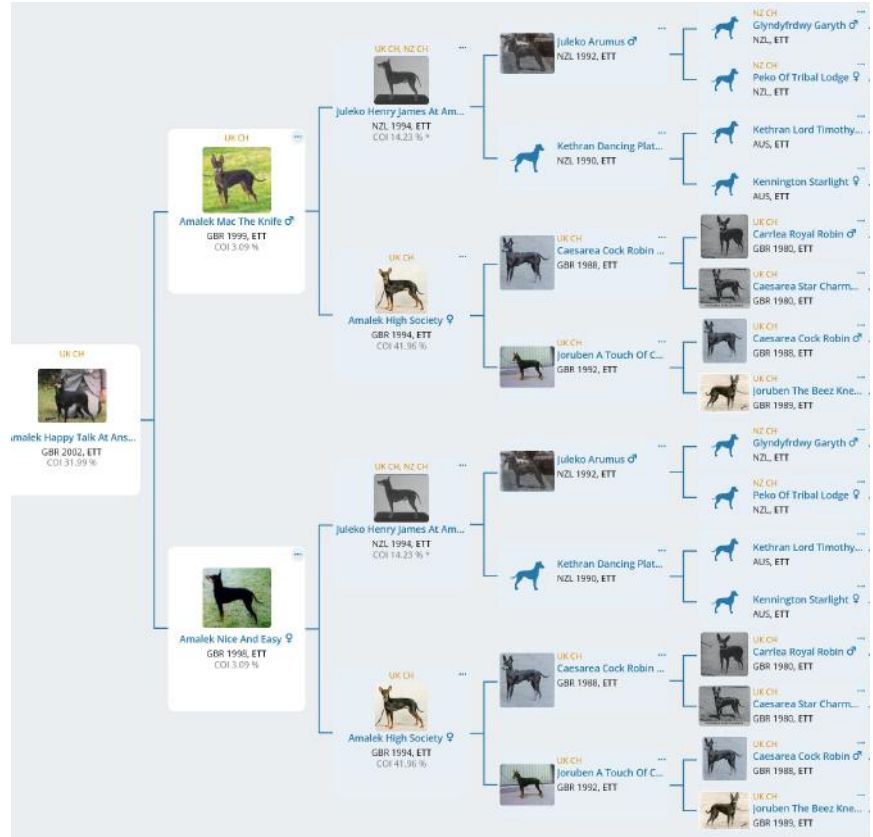 UK CH
Amalek Happy Talk At Ans...
GBR 2002, ETT
COI 31.99 %
UK CH
Amalek Mac The Knife ♂
GBR 1999, ETT
COI 3.09 %
UK CH, NZ CH
Juleko Henry James At Am...
NZL 1994, ETT
COI 14.23 % *
Juleko Arumus ♂
NZL 1992, ETT
NZ CH
Glyndyfrdwy Garyth ♂
NZL, ETT
NZ CH
Peko Of Tribal Lodge ♀
NZL, ETT
Kethran Dancing Plat...
NZL 1990, ETT
Kethran Lord Timothy...
AUS, ETT
Kennington Starlight ♀
AUS, ETT
UK CH
Amalek High Society ♀
GBR 1994, ETT
COI 41.96 %
UK CH
Caesarea Cock Robin ...
GBR 1988, ETT
UK CH
Carrlea Royal Robin ♂
GBR 1980, ETT
UK CH
Caesarea Star Charm...
GBR 1980, ETT
UK CH
Joruben A Touch Of C...
GBR 1992, ETT
UK CH
Caesarea Cock Robin ♂
GBR 1988, ETT
UK CH
Joruben The Beez Kne...
GBR 1989, ETT
Amalek Nice And Easy ♀
GBR 1998, ETT
COI 3.09 %
UK CH, NZ CH
Juleko Henry James At Am...
NZL 1994, ETT
COI 14.23 % *
Juleko Arumus ♂
NZL 1992, ETT
NZ CH
Glyndyfrdwy Garyth ♂
NZL, ETT
NZ CH
Peko Of Tribal Lodge ♀
NZL, ETT
Kethran Dancing Plat...
NZL 1990, ETT
Kethran Lord Timothy...
AUS, ETT
Kennington Starlight ♀
AUS, ETT
UK CH
Amalek High Society ♀
GBR 1994, ETT
COI 41.96 %
UK CH
Caesarea Cock Robin ...
GBR 1988, ETT
UK CH
Carrlea Royal Robin ♂
GBR 1980, ETT
UK CH
Caesarea Star Charm...
GBR 1980, ETT
UK CH
Joruben A Touch Of C...
GBR 1992, ETT
UK CH
Caesarea Cock Robin ♂
GBR 1988, ETT
UK CH
Joruben The Beez Kne...
GBR 1989, ETT